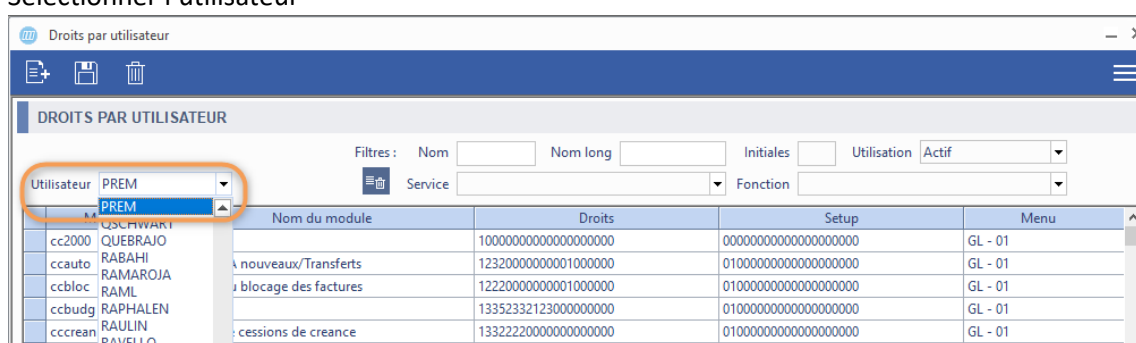 Sélectionner l'utilisateur
Droits par utilisateur
DROITS PAR UTILISATEUR
Filtres : Nom Nom long Initiales Utilisation Actif
Utilisateur PREM Service Fonction
PREM
M Nom du module Droits Setup Menu
QSCHWART
cc2000 QUEBRAJO 10000000000000000000 00000000000000000000 GL - 01
ccauto RABAHI A nouveaux/Transferts 12320000000001000000 01000000000000000000 GL - 01
RAMAROJA
ccbloc RAML u blocage des factures 12220000000001000000 01000000000000000000 GL - 01
ccbudg RAPHALEN 13352332123000000000 01000000000000000000 GL - 01
cccrean RAULIN e cessions de creance 13322220000000000000 01000000000000000000 GL - 01
RAVELLO